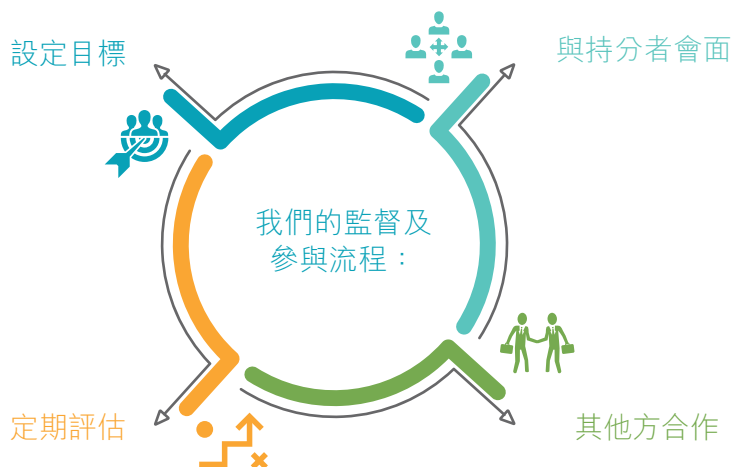 設定目標
與持分者會面
我們的監督及
參與流程：
定期評估
其他方合作